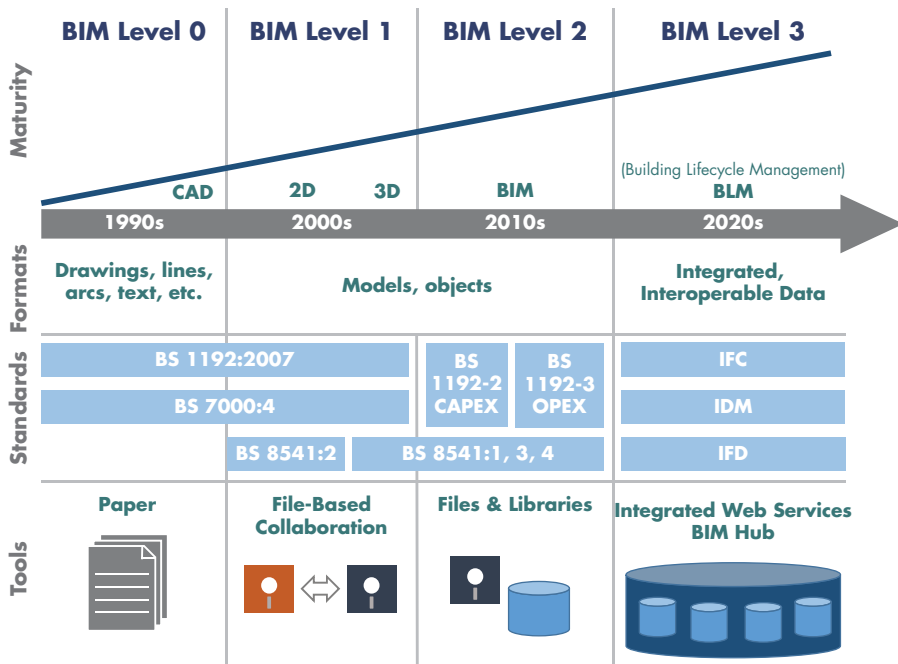 BIM Level 0
BIM Level 1
BIM Level 2
BIM Level 3
Maturity
(Building Lifecycle Management)
CAD
2D
3D
BIM
BLM
1990s
2000s
2010s
2020s
Formats
Drawings, lines,
arcs, text, etc.
Models, objects
Integrated,
Interoperable Data
Standards
BS 1192:2007
BS
1192-2
CAPEX
BS
1192-3
OPEX
IFC
BS 7000:4
IDM
BS 8541:2
BS 8541:1, 3, 4
IFD
Tools
Paper
File-Based
Collaboration
Files & Libraries
Integrated Web Services
BIM Hub